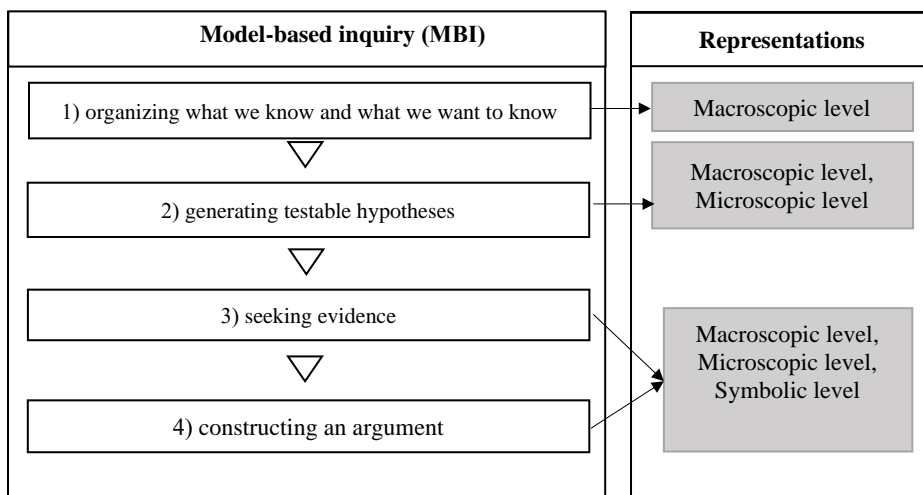 Model-based inquiry (MBI)
Representations
1) organizing what we know and what we want to know
Macroscopic level
2) generating testable hypotheses
Macroscopic level,
Microscopic level
3) seeking evidence
Macroscopic level,
Microscopic level,
Symbolic level
4) constructing an argument